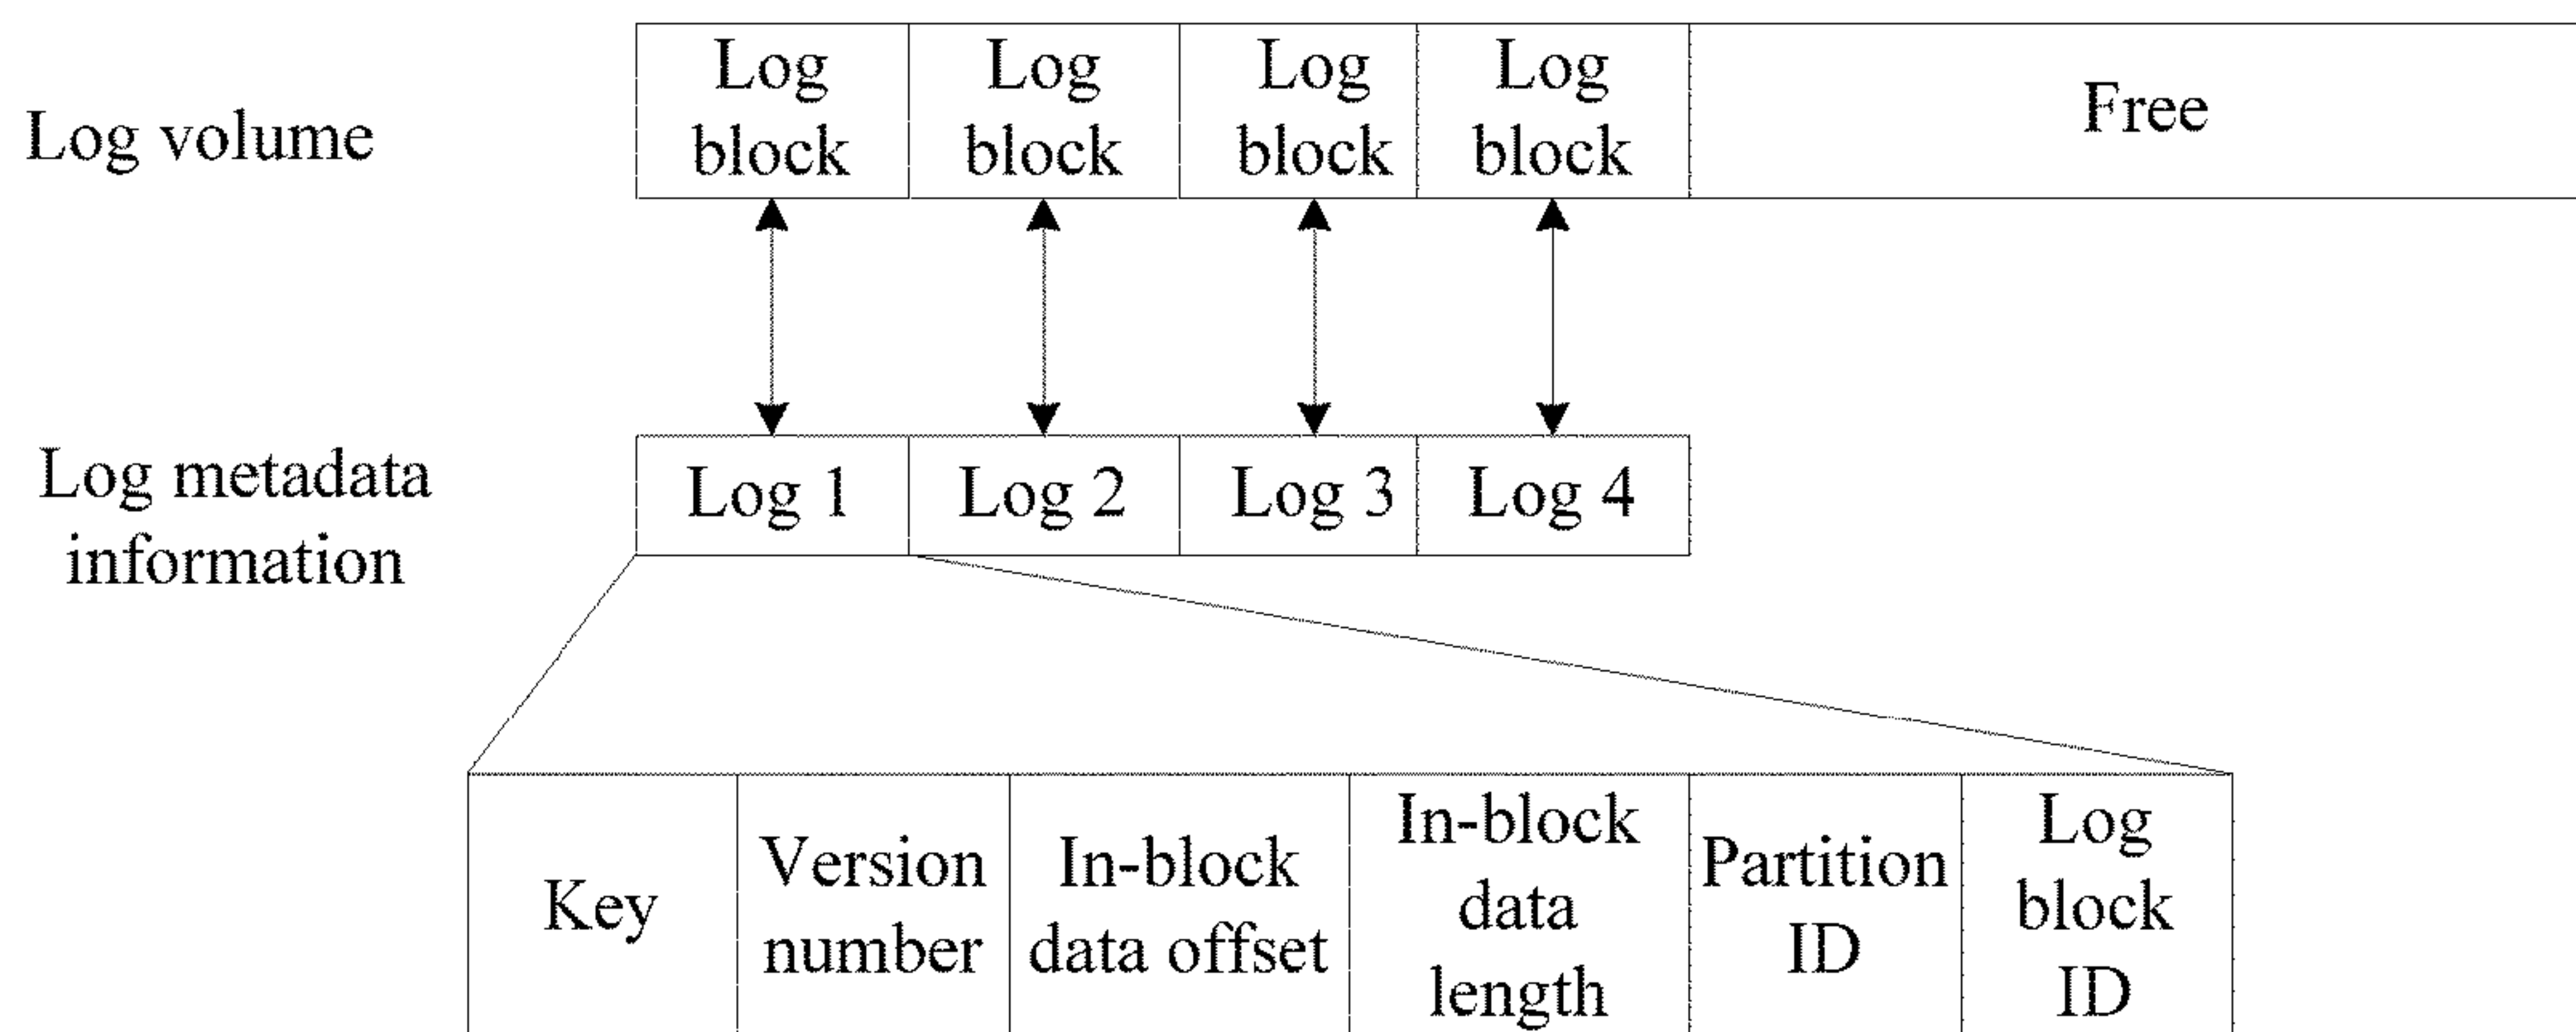 Log volume
Log
block
Log
block
Log
block
Log
block
Free
Log metadata
information
Log 1
Log 2
Log 3
Log 4
Key
Version
number
In-block
data offset
In-block
data
length
Partition
ID
Log
block
ID